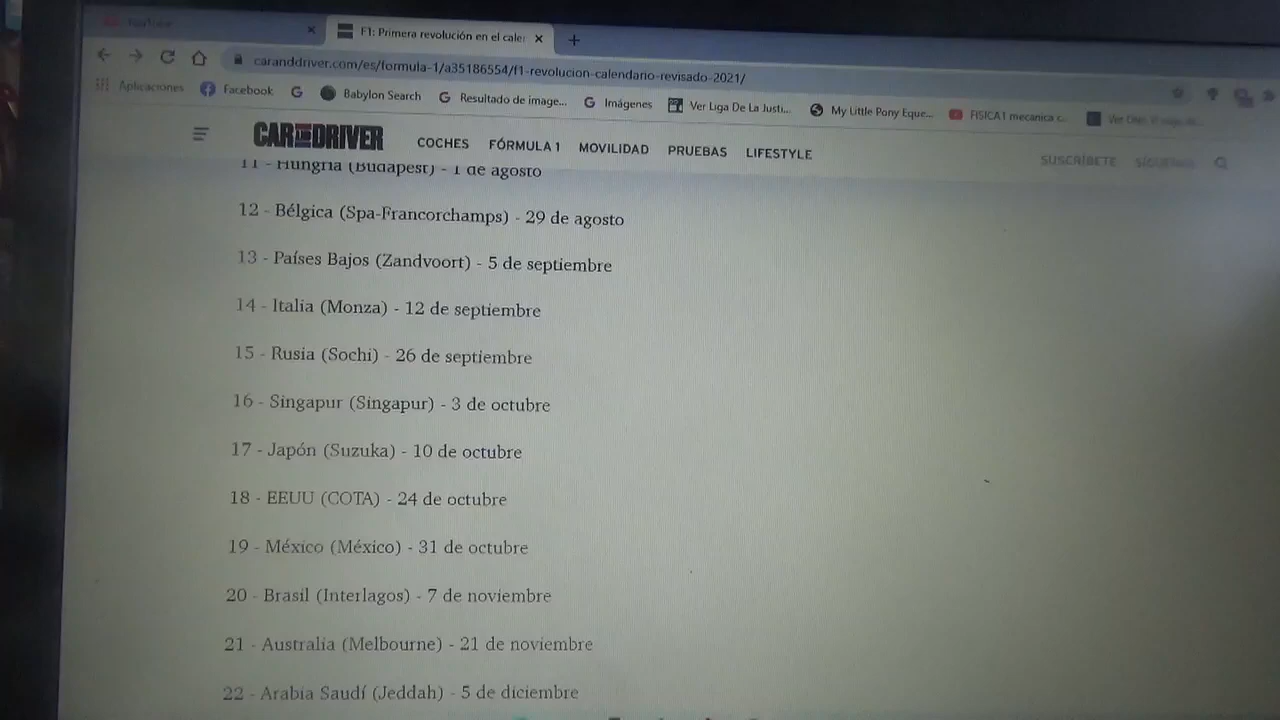 YouTube
F1: Primera revolución en el cale
caranddriver.com/es/formula-1/a35186554/f1-revolucion-calendario-revisado-2021/
Aplicaciones Facebook Babylon Search Resultado de image... Imágenes Ver Liga De La Justi... My Little Pony Eque... FISICA1 mecanica c...
CAR AND DRIVER COCHES FÓRMULA 1 MOVILIDAD PRUEBAS LIFESTYLE SUSCRÍBETE
11 - Hungría (Budapest) - 1 de agosto
12 - Bélgica (Spa-Francorchamps) - 29 de agosto
13 - Países Bajos (Zandvoort) - 5 de septiembre
14 - Italia (Monza) - 12 de septiembre
15 - Rusia (Sochi) - 26 de septiembre
16 - Singapur (Singapur) - 3 de octubre
17 - Japón (Suzuka) - 10 de octubre
18 - EEUU (COTA) - 24 de octubre
19 - México (México) - 31 de octubre
20 - Brasil (Interlagos) - 7 de noviembre
21 - Australia (Melbourne) - 21 de noviembre
22 - Arabia Saudí (Jeddah) - 5 de diciembre